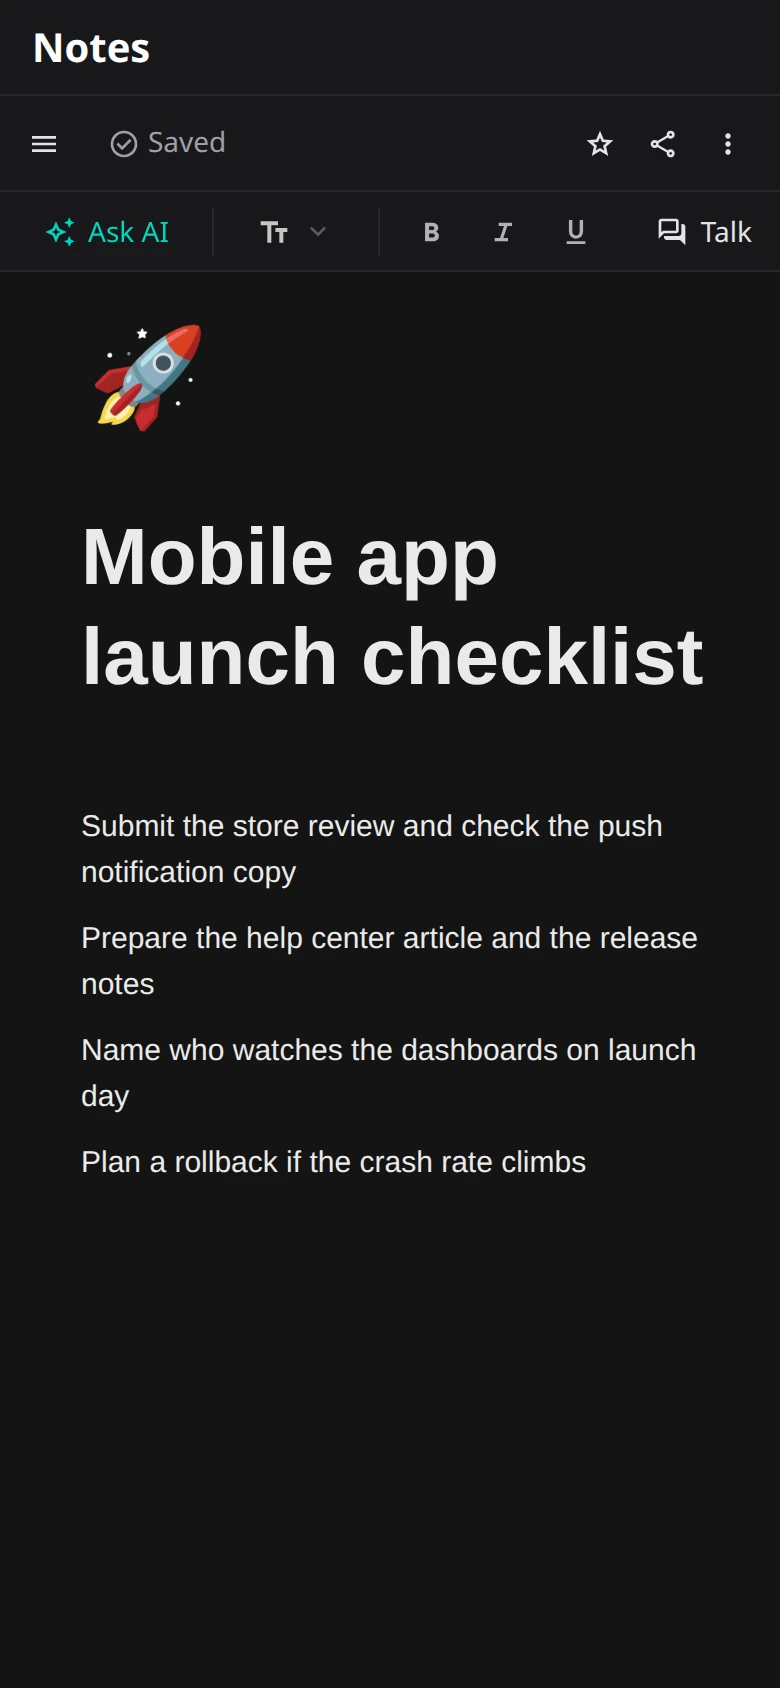 Notes
Saved
Ask AI
Talk
Mobile app
launch checklist
Submit the store review and check the push
notification copy
Prepare the help center article and the release
notes
Name who watches the dashboards on launch
day
Plan a rollback if the crash rate climbs